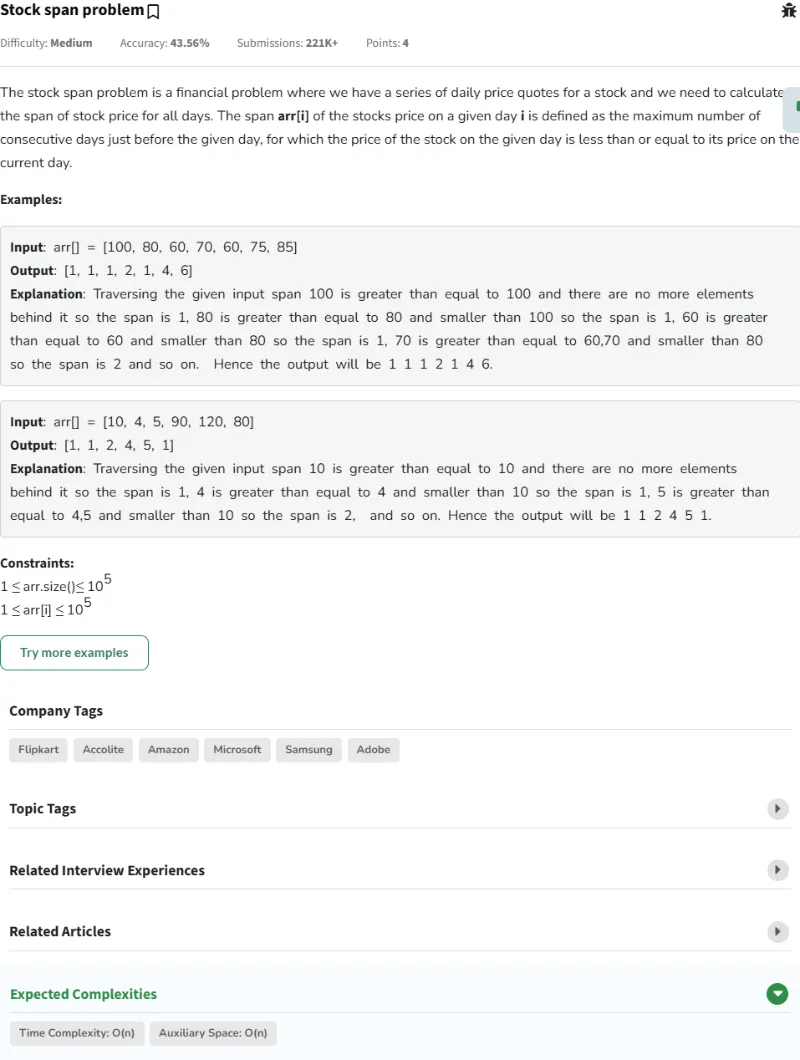 Stock span problem
Difficulty: Medium Accuracy: 43.56% Submissions: 221K+ Points: 4
The stock span problem is a financial problem where we have a series of daily price quotes for a stock and we need to calculate
the span of stock price for all days. The span arr[i] of the stocks price on a given day i is defined as the maximum number of
consecutive days just before the given day, for which the price of the stock on the given day is less than or equal to its price on the
current day.
Examples:
Input: arr[] = [100, 80, 60, 70, 60, 75, 85]
Output: [1, 1, 1, 2, 1, 4, 6]
Explanation: Traversing the given input span 100 is greater than equal to 100 and there are no more elements
behind it so the span is 1, 80 is greater than equal to 80 and smaller than 100 so the span is 1, 60 is greater
than equal to 60 and smaller than 80 so the span is 1, 70 is greater than equal to 60,70 and smaller than 80
so the span is 2 and so on. Hence the output will be 1 1 1 2 1 4 6.
Input: arr[] = [10, 4, 5, 90, 120, 80]
Output: [1, 1, 2, 4, 5, 1]
Explanation: Traversing the given input span 10 is greater than equal to 10 and there are no more elements
behind it so the span is 1, 4 is greater than equal to 4 and smaller than 10 so the span is 1, 5 is greater than
equal to 4,5 and smaller than 10 so the span is 2, and so on. Hence the output will be 1 1 2 4 5 1.
Constraints:
1 ≤ arr.size()≤ 10^5
1 ≤ arr[i] ≤ 10^5
Try more examples
Company Tags
Flipkart Accolite Amazon Microsoft Samsung Adobe
Topic Tags
Related Interview Experiences
Related Articles
Expected Complexities
Time Complexity: O(n) Auxiliary Space: O(n)